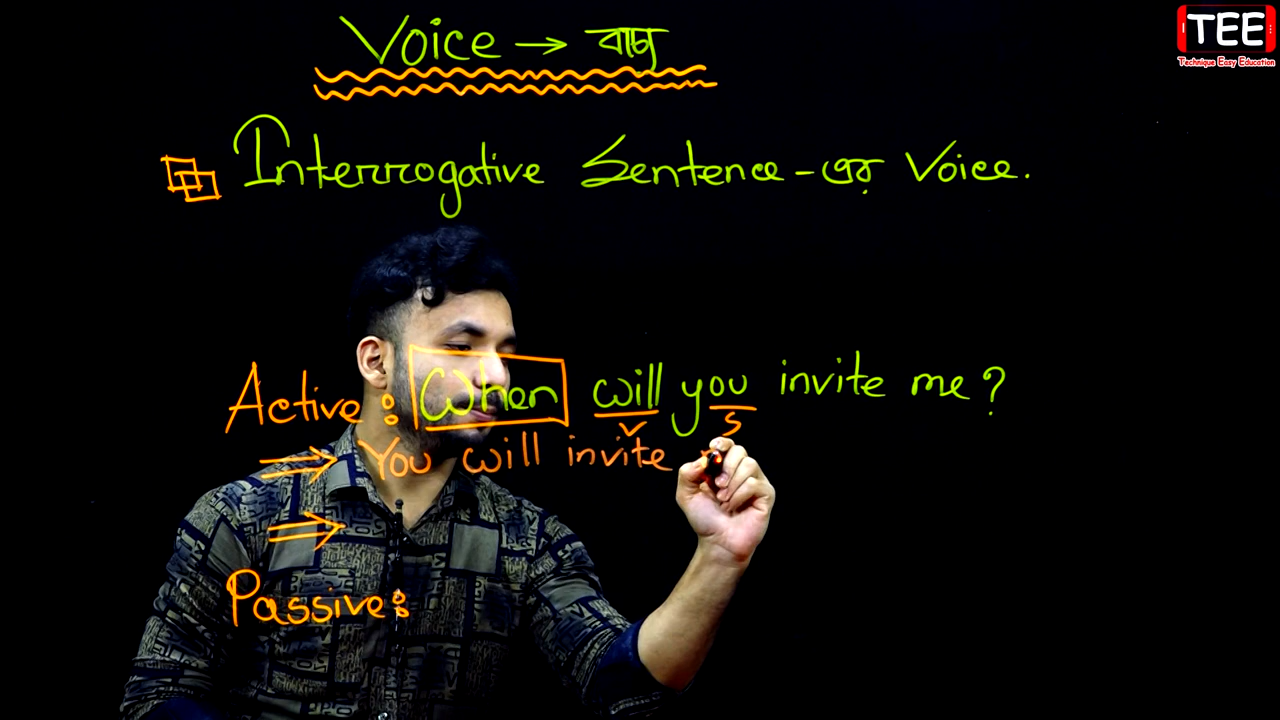 Voice → বাচ্য
TEE
Technique Easy Education
Interrogative Sentence - এর Voice.
Active : When will you invite me?
V S
⇒ You will invite
⇒
Passive :